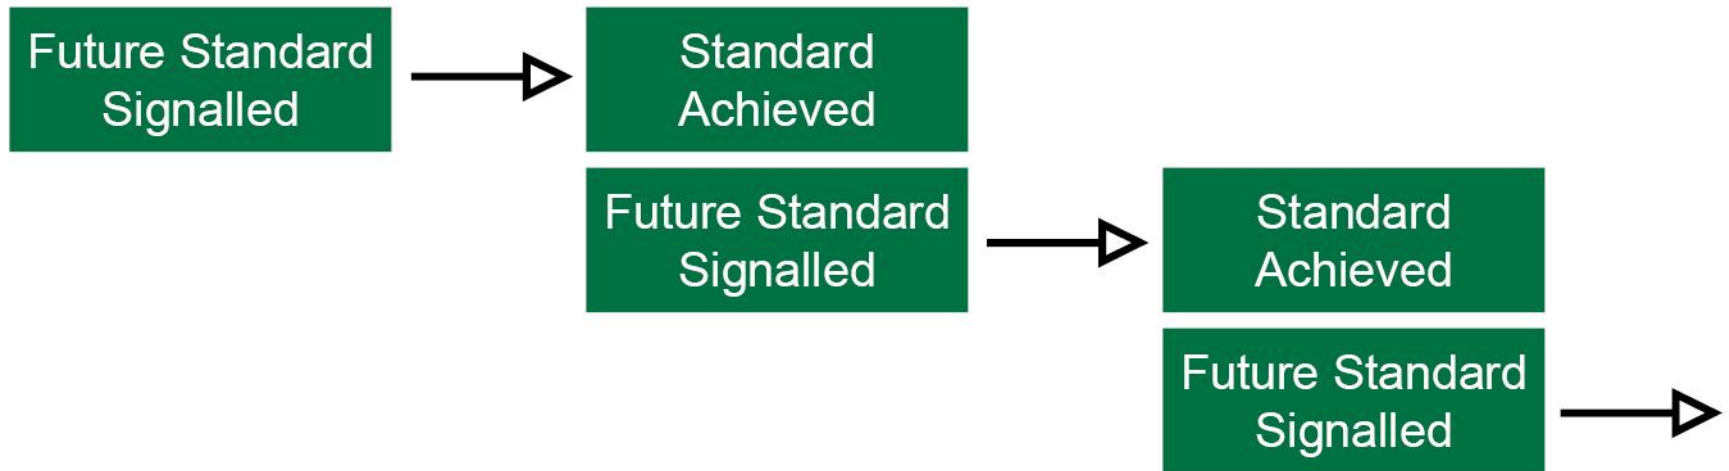 Future Standard
Signalled
Standard
Achieved
Future Standard
Signalled
Standard
Achieved
Future Standard
Signalled